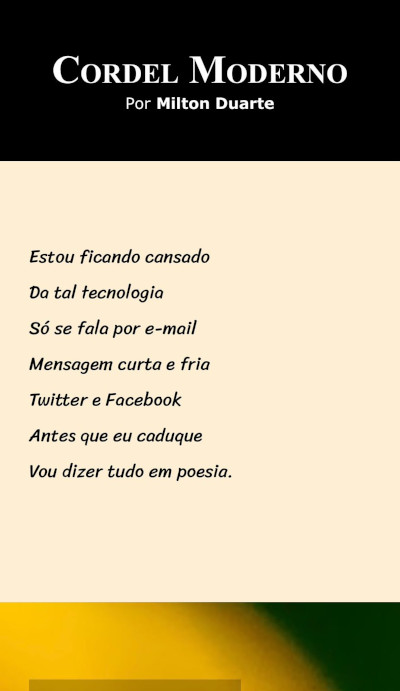 Cordel Moderno
Por Milton Duarte
Estou ficando cansado
Da tal tecnologia
Só se fala por e-mail
Mensagem curta e fria
Twitter e Facebook
Antes que eu caduque
Vou dizer tudo em poesia.